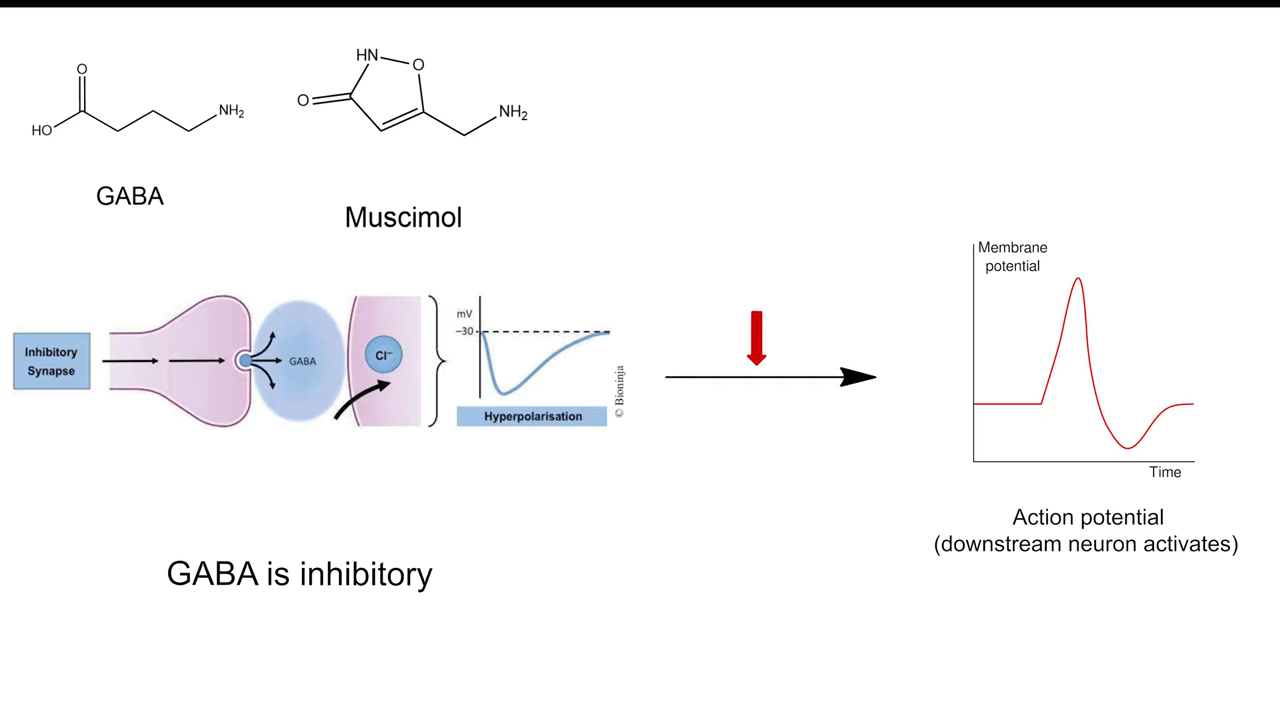 O
HO
NH2
GABA
HN
O
O
NH2
Muscimol
Inhibitory
Synapse
GABA
Cl−
mV
−30
Hyperpolarisation
© Bioninja
Membrane
potential
Time
Action potential
(downstream neuron activates)
GABA is inhibitory